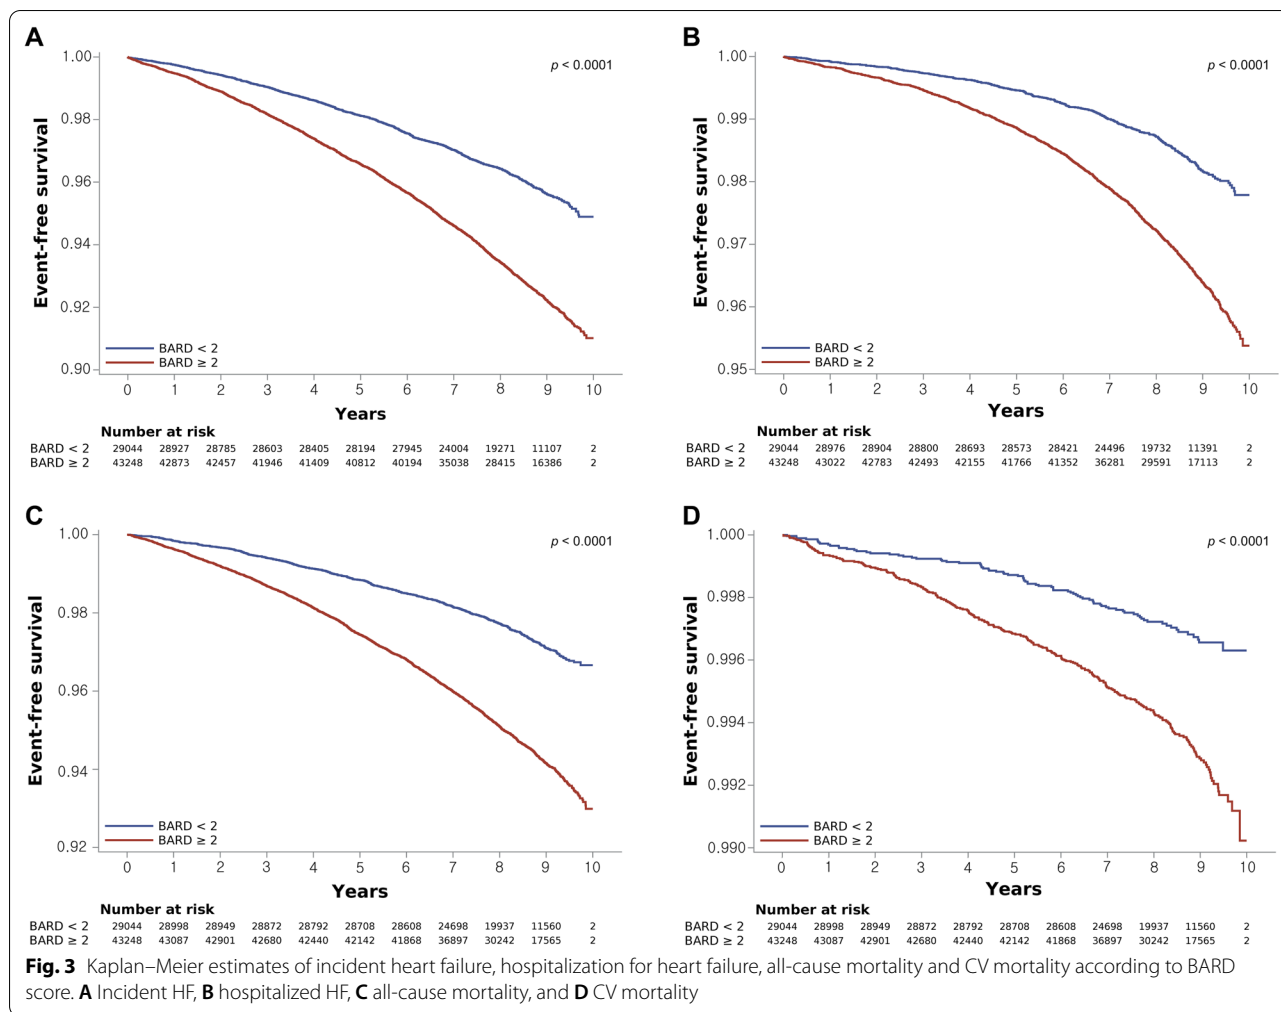 A
1.00
0.98
0.96
0.94
0.92
0.90
Event-free survival
p < 0.0001
BARD < 2
BARD ≥ 2
0 1 2 3 4 5 6 7 8 9 10
Years
Number at risk
BARD < 2 29044 28927 28785 28603 28405 28194 27945 24004 19271 11107 2
BARD ≥ 2 43248 42873 42457 41946 41409 40812 40194 35038 28415 16386 2
B
1.00
0.99
0.98
0.97
0.96
0.95
Event-free survival
p < 0.0001
BARD < 2
BARD ≥ 2
0 1 2 3 4 5 6 7 8 9 10
Years
Number at risk
BARD < 2 29044 28976 28904 28800 28693 28573 28421 24496 19732 11391 2
BARD ≥ 2 43248 43022 42783 42493 42155 41766 41352 36281 29591 17113 2
C
1.00
0.98
0.96
0.94
0.92
Event-free survival
p < 0.0001
BARD < 2
BARD ≥ 2
0 1 2 3 4 5 6 7 8 9 10
Years
Number at risk
BARD < 2 29044 28998 28949 28872 28792 28708 28608 24698 19937 11560 2
BARD ≥ 2 43248 43087 42901 42680 42440 42142 41868 36897 30242 17565 2
D
1.000
0.998
0.996
0.994
0.992
0.990
Event-free survival
p < 0.0001
BARD < 2
BARD ≥ 2
0 1 2 3 4 5 6 7 8 9 10
Years
Number at risk
BARD < 2 29044 28998 28949 28872 28792 28708 28608 24698 19937 11560 2
BARD ≥ 2 43248 43087 42901 42680 42440 42142 41868 36897 30242 17565 2
Fig. 3 Kaplan–Meier estimates of incident heart failure, hospitalization for heart failure, all-cause mortality and CV mortality according to BARD
score. A Incident HF, B hospitalized HF, C all-cause mortality, and D CV mortality